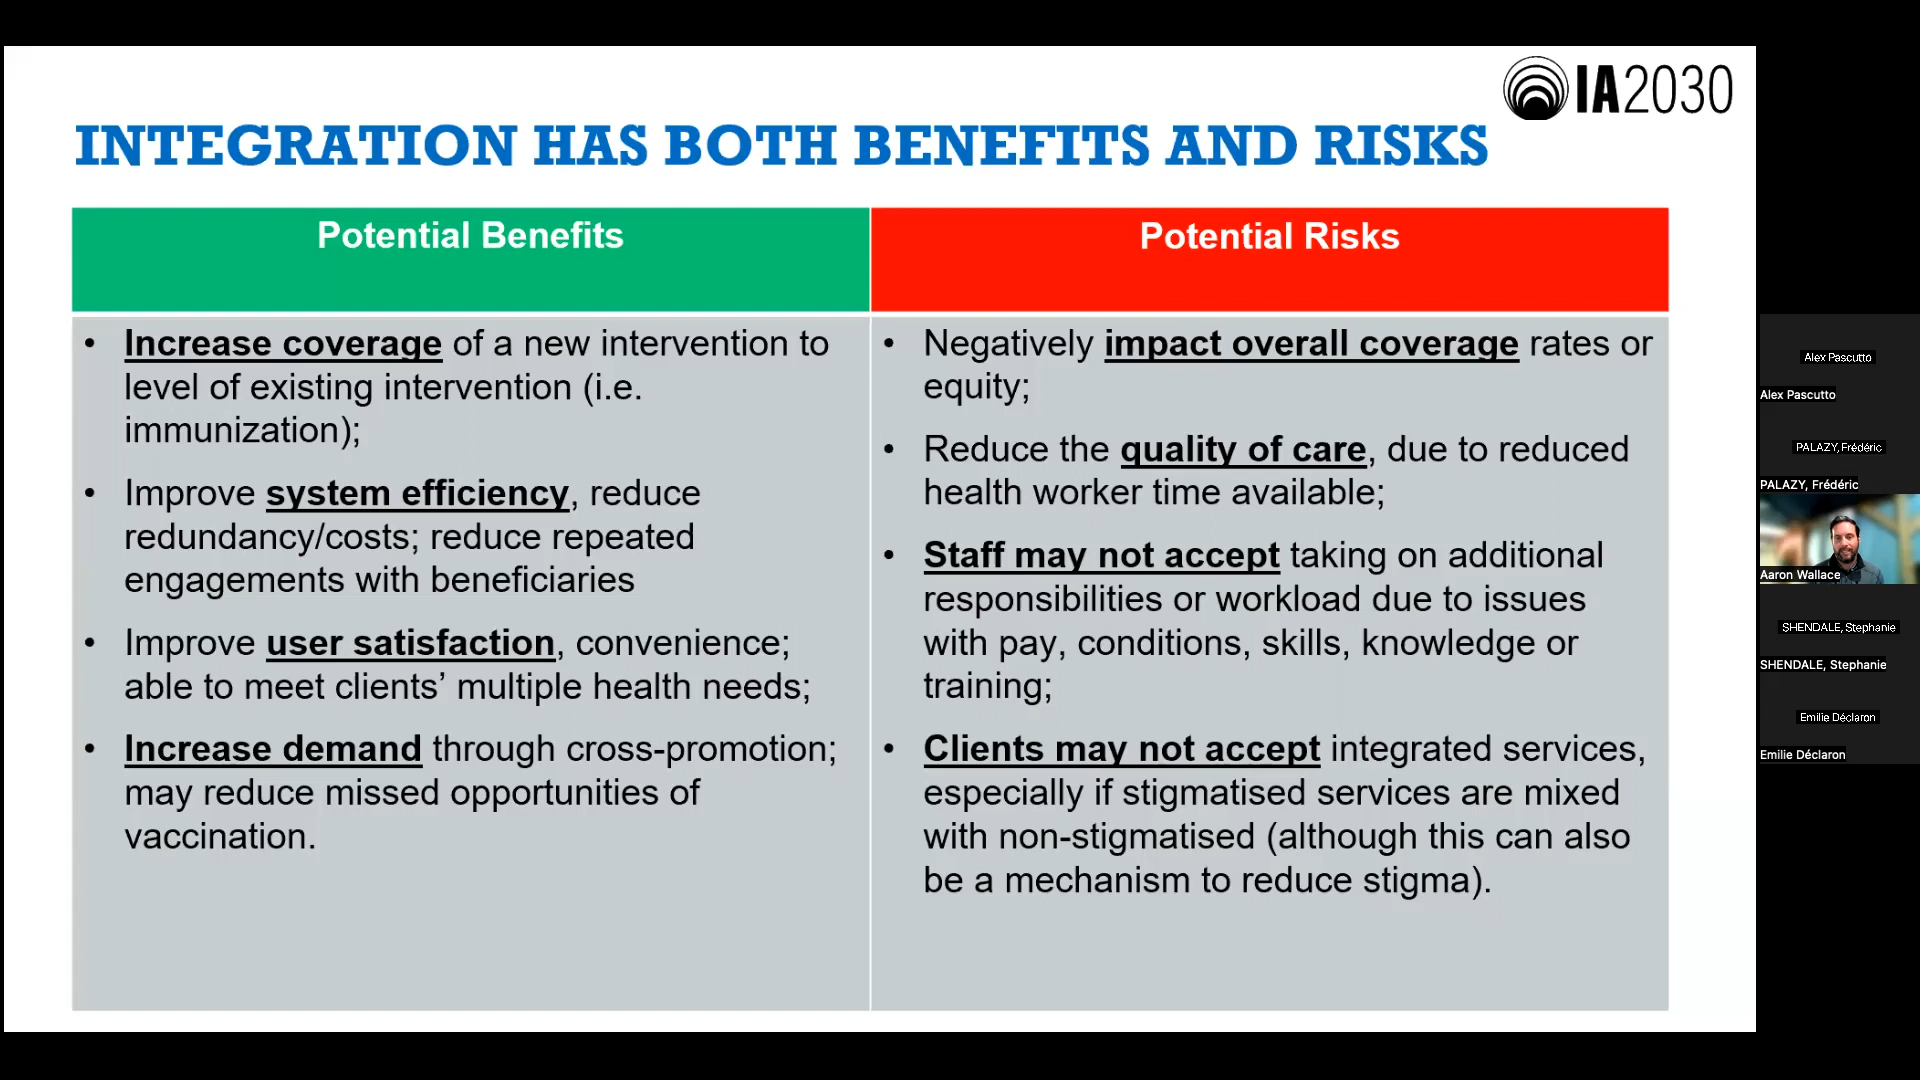 IA2030
INTEGRATION HAS BOTH BENEFITS AND RISKS
Potential Benefits
• Increase coverage of a new intervention to
level of existing intervention (i.e.
immunization);
• Improve system efficiency, reduce
redundancy/costs; reduce repeated
engagements with beneficiaries
• Improve user satisfaction, convenience;
able to meet clients’ multiple health needs;
• Increase demand through cross-promotion;
may reduce missed opportunities of
vaccination.
Potential Risks
• Negatively impact overall coverage rates or
equity;
• Reduce the quality of care, due to reduced
health worker time available;
• Staff may not accept taking on additional
responsibilities or workload due to issues
with pay, conditions, skills, knowledge or
training;
• Clients may not accept integrated services,
especially if stigmatised services are mixed
with non-stigmatised (although this can also
be a mechanism to reduce stigma).
Alex Pascutto
Alex Pascutto
PALAZY, Frédéric
PALAZY, Frédéric
Aaron Wallace
SHENDALE, Stephanie
SHENDALE, Stephanie
Emilie Déclaron
Emilie Déclaron